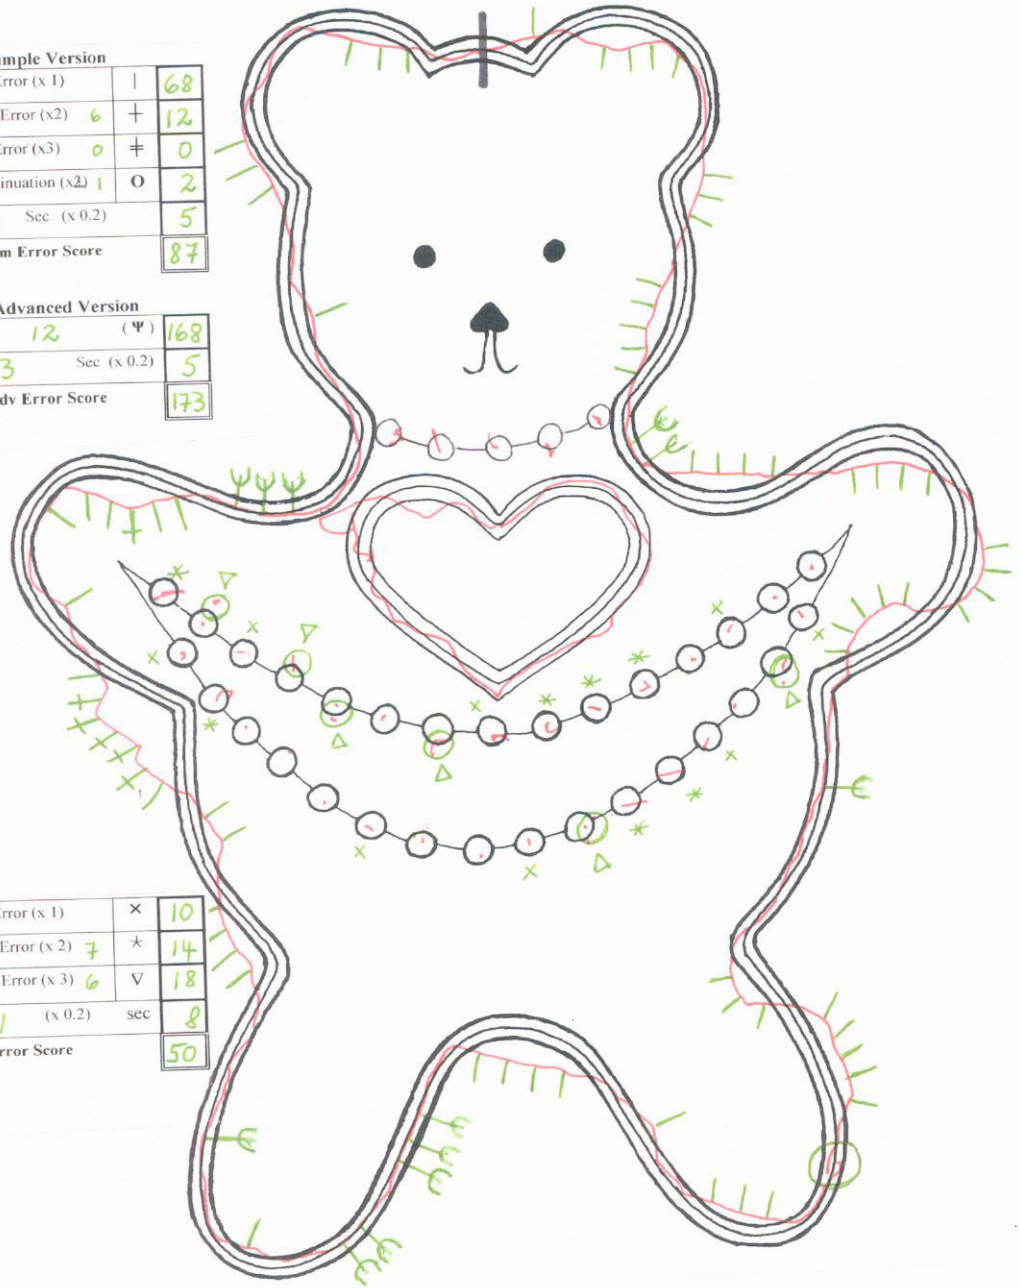 imple Version
rror (x 1) | 68
Error (x2) 6 + 12
rror (x3) 0 ǂ 0
inuation (x2) 1 O 2
Sec (x 0.2) 5
m Error Score 87
Advanced Version
12 (Ψ) 168
3 Sec (x 0.2) 5
dv Error Score 173
rror (x 1) × 10
Error (x 2) 7 * 14
Error (x 3) 6 ∇ 18
1 (x 0.2) sec 8
rror Score 50